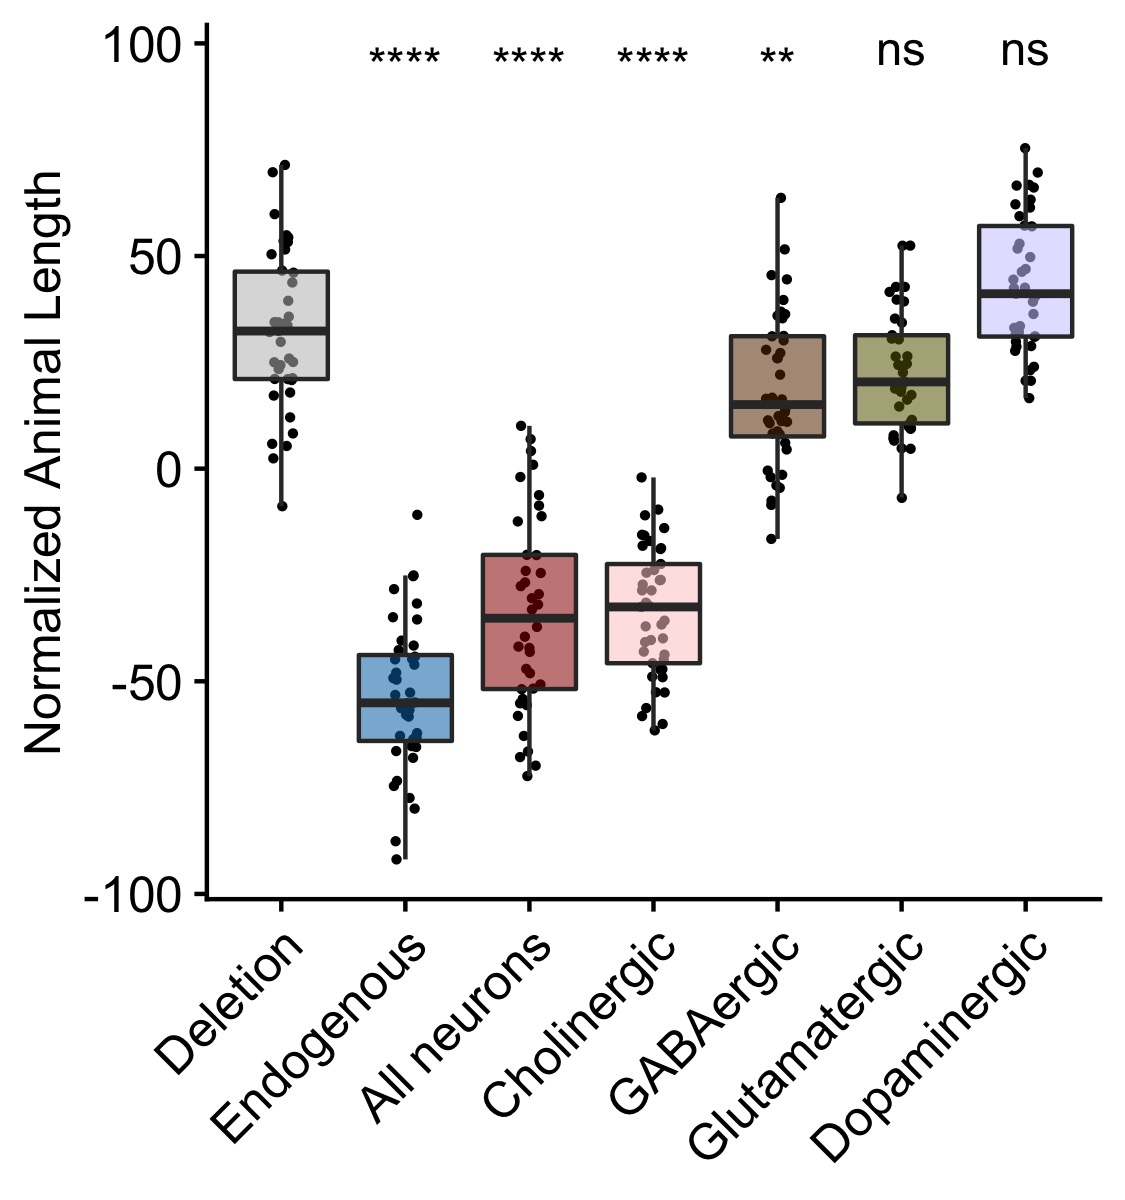 Normalized Animal Length
100
50
0
-50
-100
**** **** **** ** ns ns
Deletion
Endogenous
All neurons
Cholinergic
GABAergic
Glutamatergic
Dopaminergic